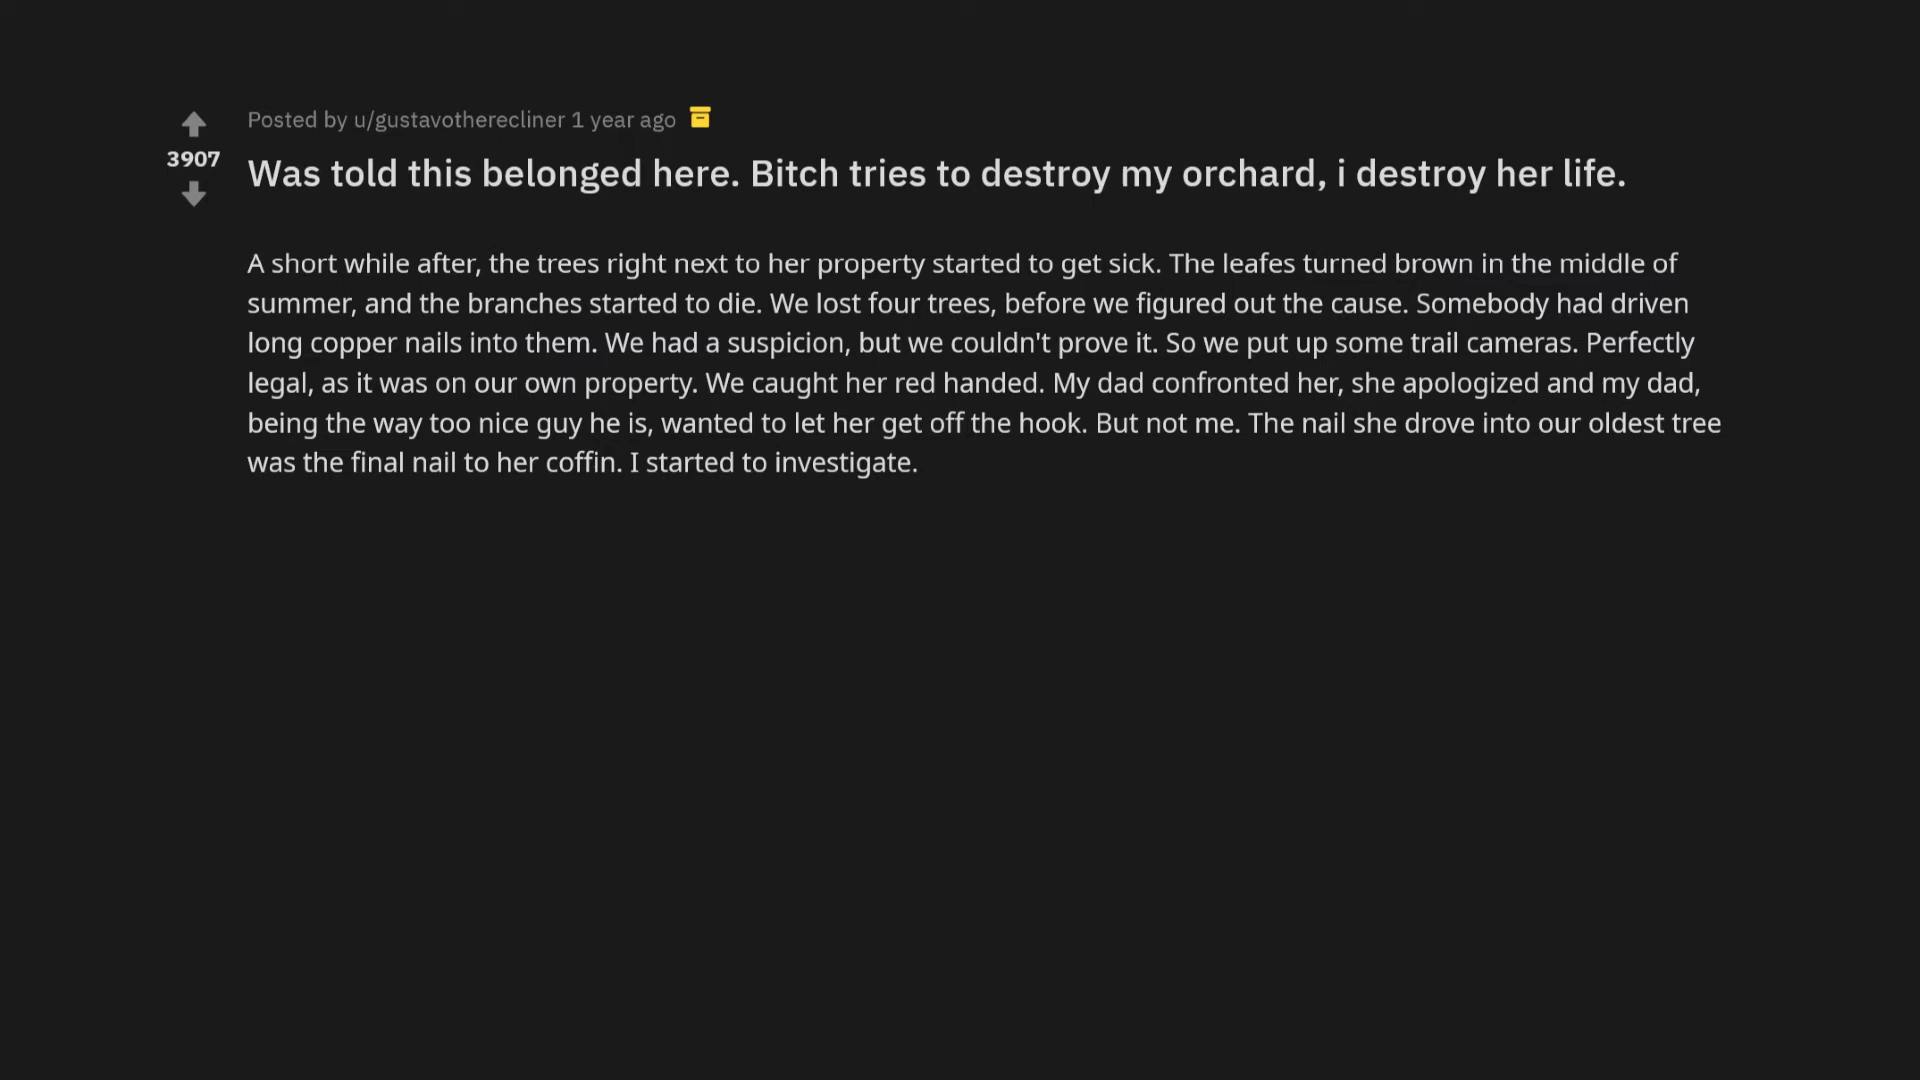 Posted by u/gustavotherecliner 1 year ago
3907
Was told this belonged here. Bitch tries to destroy my orchard, i destroy her life.
A short while after, the trees right next to her property started to get sick. The leafes turned brown in the middle of
summer, and the branches started to die. We lost four trees, before we figured out the cause. Somebody had driven
long copper nails into them. We had a suspicion, but we couldn't prove it. So we put up some trail cameras. Perfectly
legal, as it was on our own property. We caught her red handed. My dad confronted her, she apologized and my dad,
being the way too nice guy he is, wanted to let her get off the hook. But not me. The nail she drove into our oldest tree
was the final nail to her coffin. I started to investigate.